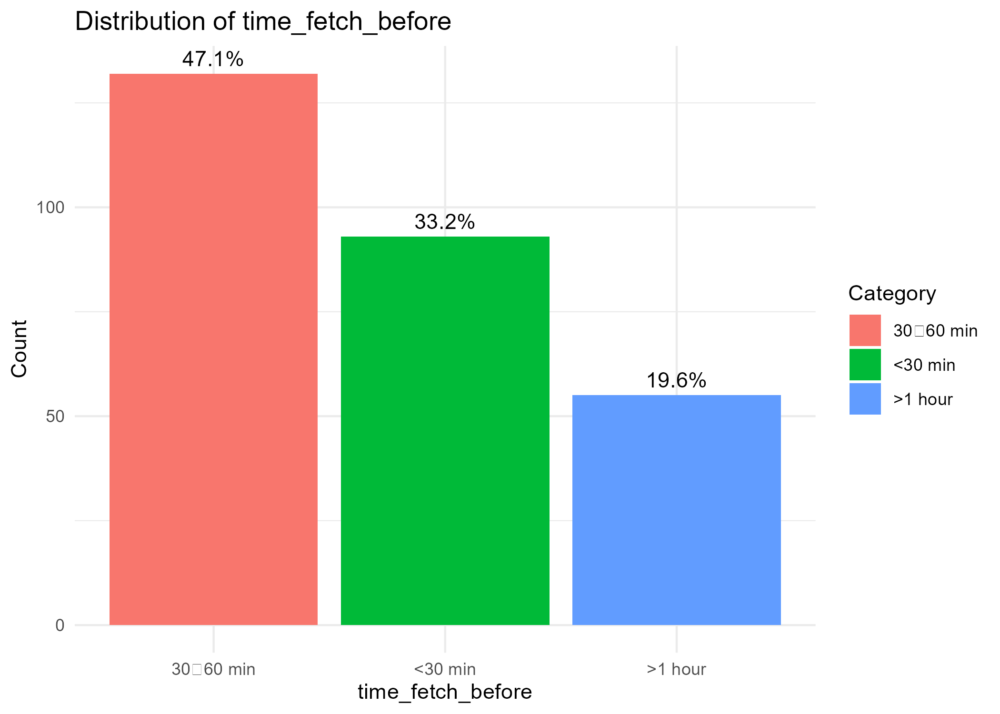 Distribution of time_fetch_before
47.1%
33.2%
19.6%
100
50
0
Count
30□60 min
<30 min
>1 hour
time_fetch_before
Category
30□60 min
<30 min
>1 hour